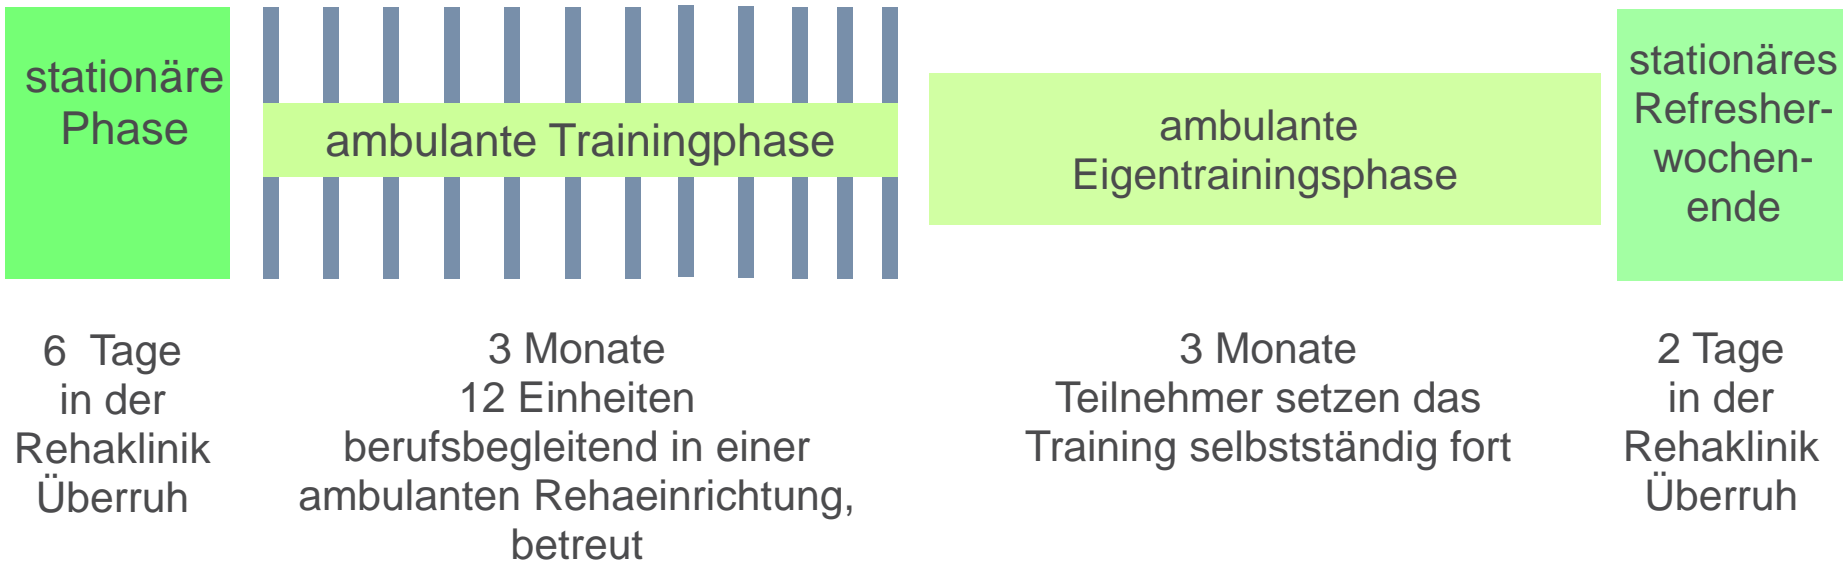 stationäre
Phase
ambulante Trainingphase
ambulante
Eigentrainingsphase
stationäres
Refresher-
wochen-
ende
6 Tage
in der
Rehaklinik
Überruh
3 Monate
12 Einheiten
berufsbegleitend in einer
ambulanten Rehaeinrichtung,
betreut
3 Monate
Teilnehmer setzen das
Training selbstständig fort
2 Tage
in der
Rehaklinik
Überruh